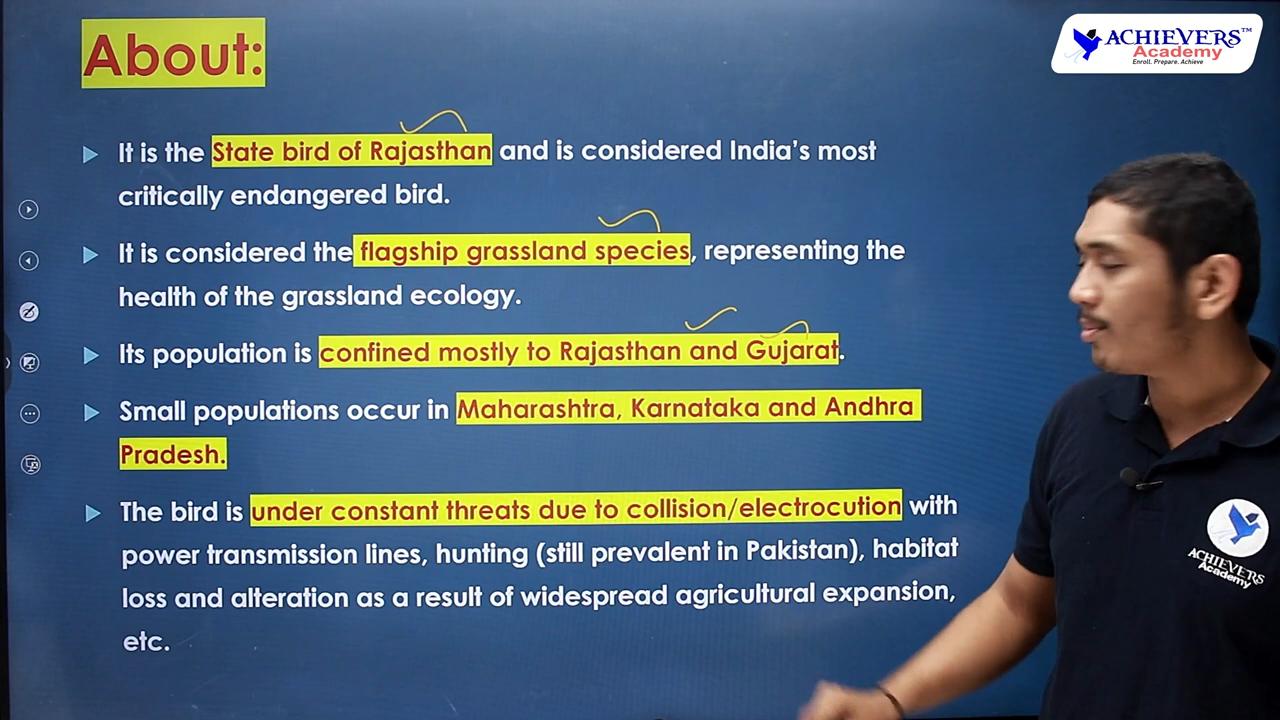 About:
ACHIEVERS™
Academy
Enroll. Prepare. Achieve
It is the State bird of Rajasthan and is considered India's most
critically endangered bird.
It is considered the flagship grassland species, representing the
health of the grassland ecology.
Its population is confined mostly to Rajasthan and Gujarat.
Small populations occur in Maharashtra, Karnataka and Andhra
Pradesh.
The bird is under constant threats due to collision/electrocution with
power transmission lines, hunting (still prevalent in Pakistan), habitat
loss and alteration as a result of widespread agricultural expansion,
etc.
ACHIEVERS
Academy